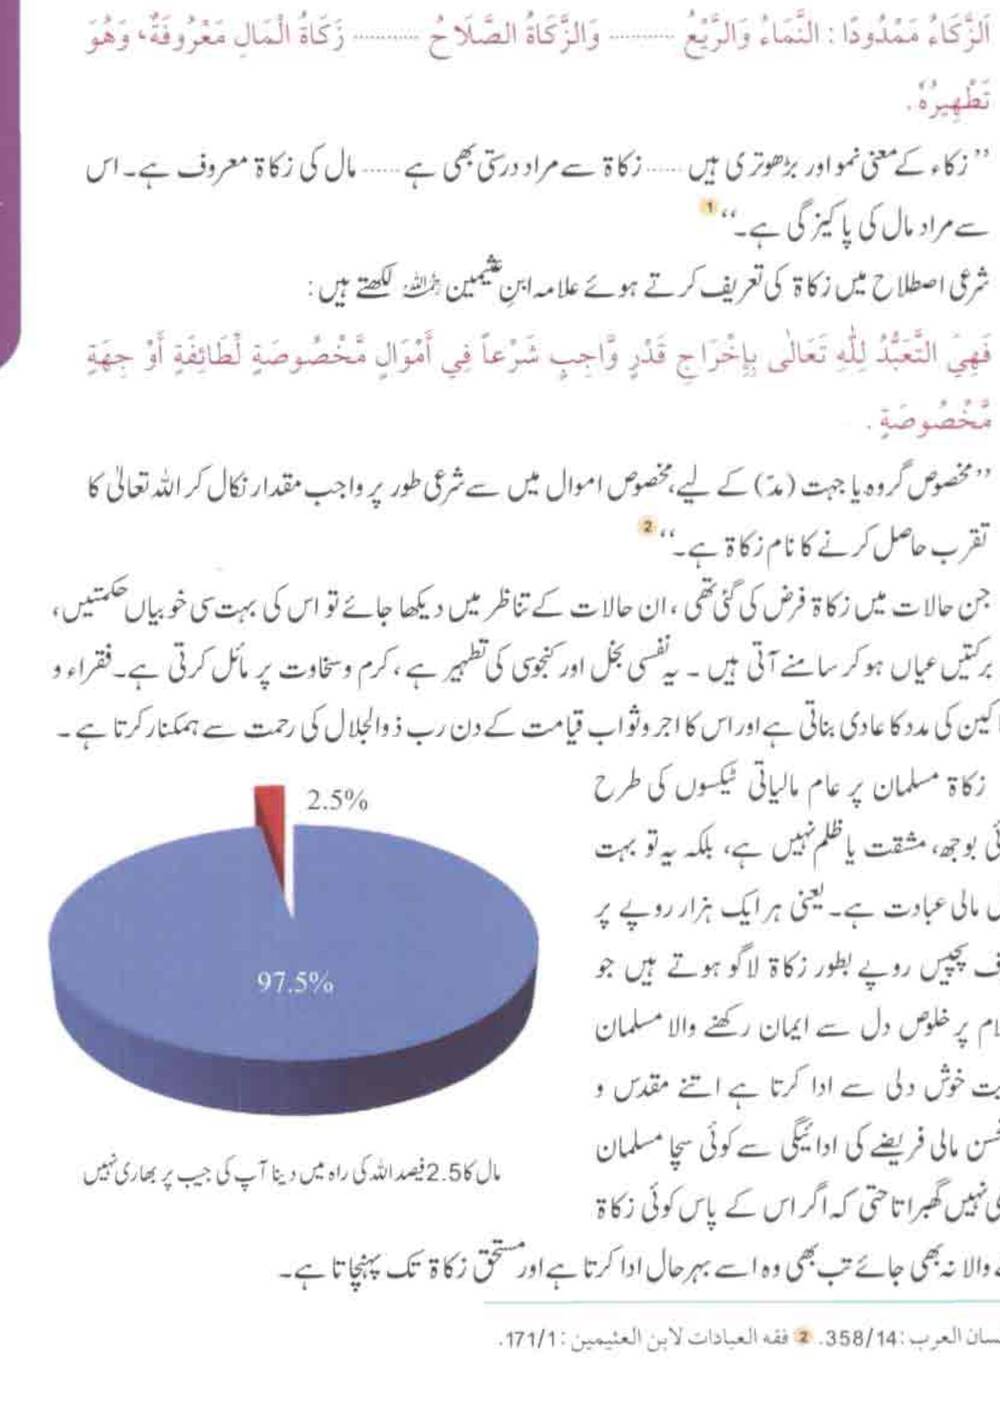 اَلزَّكَاءُ مَمْدُودًا: النَّمَاءُ وَالرَّيْعُ ........... وَالزَّكَاةُ الصَّلَاحُ ........... زَكَاةُ الْمَالِ مَعْرُوفَةٌ، وَهُوَ
تَطْهِيرُهٗ.
’’زکاء کے معنی نمو اور بڑھوتری ہیں ...... زکاۃ سے مراد درستی بھی ہے ...... مال کی زکاۃ معروف ہے۔ اس
سے مراد مال کی پاکیزگی ہے۔‘‘ 1
شرعی اصطلاح میں زکاۃ کی تعریف کرتے ہوئے علامہ ابن عثیمین رحمہ اللہ لکھتے ہیں:
فَهِيَ التَّعَبُّدُ لِلّٰهِ تَعَالٰى بِإِخْرَاجِ قَدْرٍ وَّاجِبٍ شَرْعاً فِي أَمْوَالٍ مَّخْصُوصَةٍ لِّطَائِفَةٍ أَوْ جِهَةٍ
مَّخْصُوصَةٍ.
’’مخصوص گروہ یا جہت (مدّ) کے لیے مخصوص اموال میں سے شرعی طور پر واجب مقدار نکال کر اللہ تعالیٰ کا
تقرب حاصل کرنے کا نام زکاۃ ہے۔‘‘ 2
جن حالات میں زکاۃ فرض کی گئی تھی، ان حالات کے تناظر میں دیکھا جائے تو اس کی بہت سی خوبیاں حکمتیں،
برکتیں عیاں ہو کر سامنے آتی ہیں۔ یہ نفسی بخل اور کنجوسی کی تطہیر ہے، کرم و سخاوت پر مائل کرتی ہے۔ فقراء و
اکین کی مدد کا عادی بناتی ہے اور اس کا اجر و ثواب قیامت کے دن رب ذوالجلال کی رحمت سے ہمکنار کرتا ہے۔
زکاۃ مسلمان پر عام مالیاتی ٹیکسوں کی طرح
ئی بوجھ، مشقت یا ظلم نہیں ہے، بلکہ یہ تو بہت
مالی عبادت ہے۔ یعنی ہر ایک ہزار روپے پر
ف پچیس روپے بطور زکاۃ لاگو ہوتے ہیں جو
ام پر خلوص دل سے ایمان رکھنے والا مسلمان
یت خوش دلی سے ادا کرتا ہے اتنے مقدس و
سن مالی فریضے کی ادائیگی سے کوئی سچا مسلمان
ی نہیں گھبراتا حتی کہ اگر اس کے پاس کوئی زکاۃ
ے والا نہ بھی جائے تب بھی وہ اسے بہرحال ادا کرتا ہے اور مستحق زکاۃ تک پہنچاتا ہے۔
2.5%
97.5%
مال کا 2.5 فیصد اللہ کی راہ میں دینا آپ کی جیب پر بھاری نہیں
سان العرب: 358/14. 2 فقه العبادات لابن العثيمين: 171/1.